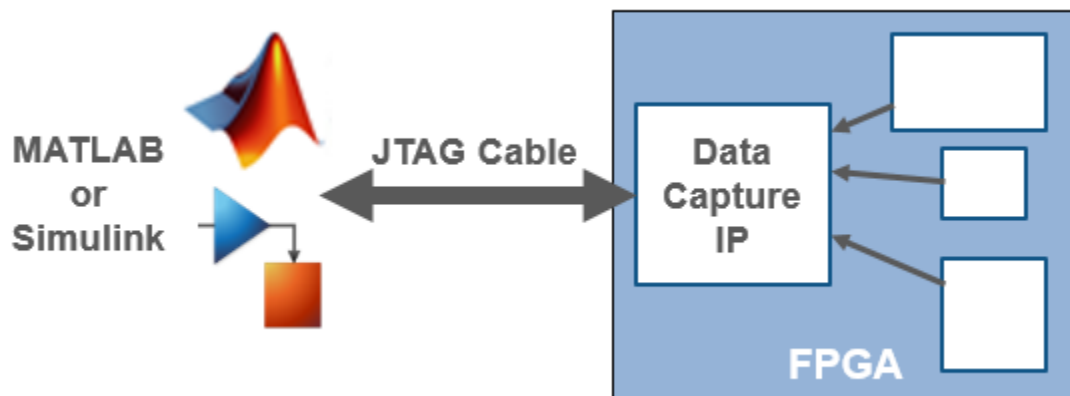 MATLAB
or
Simulink
JTAG Cable
Data
Capture
IP
FPGA